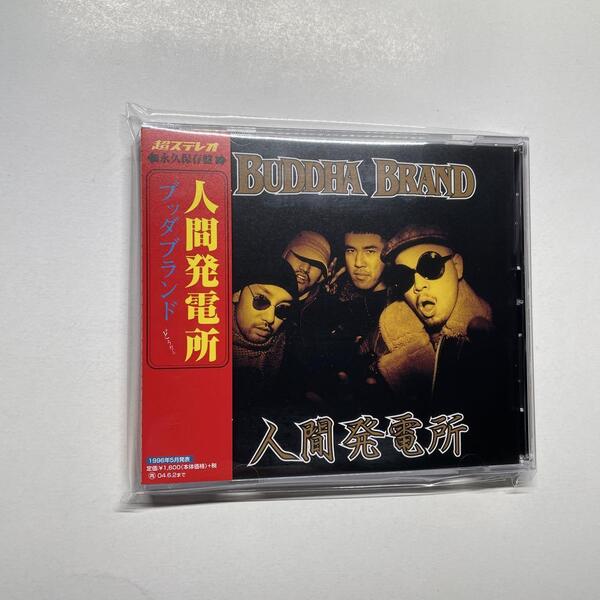 超ステレオ
永久保存盤
人間発電所
ブッダブランド
1996年5月発表
定価:¥1,600(本体価格)+税
再 04.6.2まで
BUDDHA BRAND
人間発電所